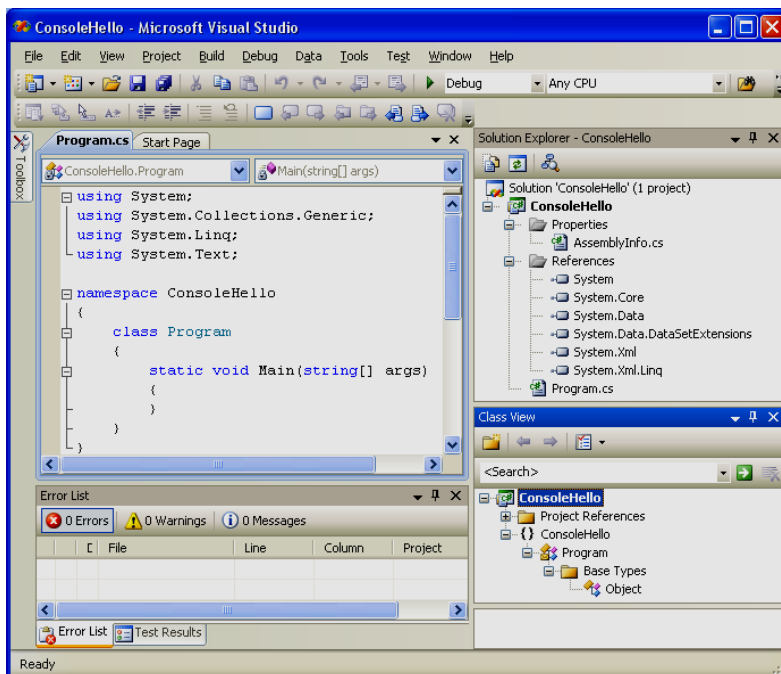 ConsoleHello - Microsoft Visual Studio
File Edit View Project Build Debug Data Tools Test Window Help
Debug Any CPU
Toolbox
Program.cs Start Page
ConsoleHello.Program Main(string[] args)
using System;
using System.Collections.Generic;
using System.Linq;
using System.Text;
namespace ConsoleHello
{
class Program
{
static void Main(string[] args)
{
}
}
}
Error List
0 Errors 0 Warnings 0 Messages
D File Line Column Project
Error List Test Results
Solution Explorer - ConsoleHello
Solution 'ConsoleHello' (1 project)
ConsoleHello
Properties
AssemblyInfo.cs
References
System
System.Core
System.Data
System.Data.DataSetExtensions
System.Xml
System.Xml.Linq
Program.cs
Class View
<Search>
ConsoleHello
Project References
{} ConsoleHello
Program
Base Types
Object
Ready